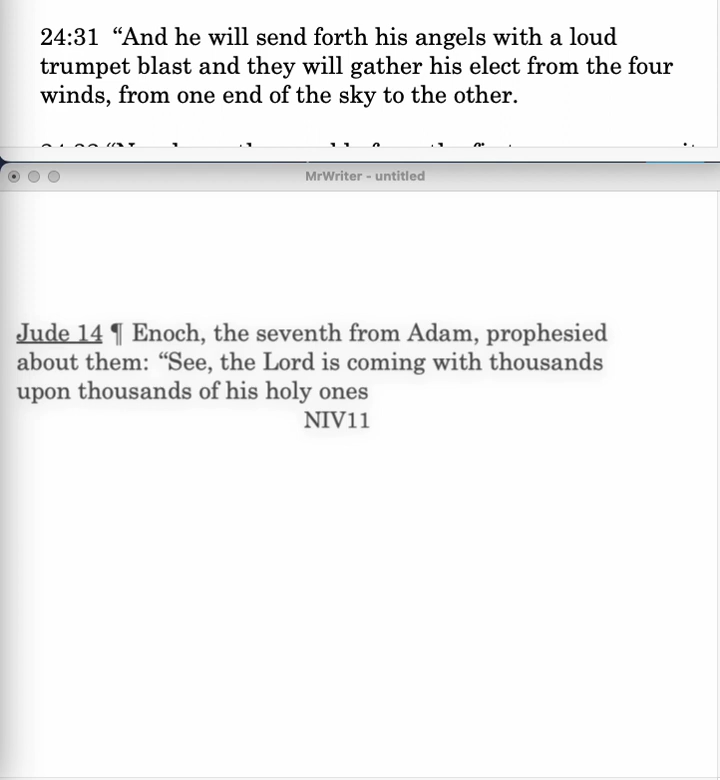 24:31 “And he will send forth his angels with a loud
trumpet blast and they will gather his elect from the four
winds, from one end of the sky to the other.
MrWriter - untitled
Jude 14 ¶ Enoch, the seventh from Adam, prophesied
about them: “See, the Lord is coming with thousands
upon thousands of his holy ones
NIV11